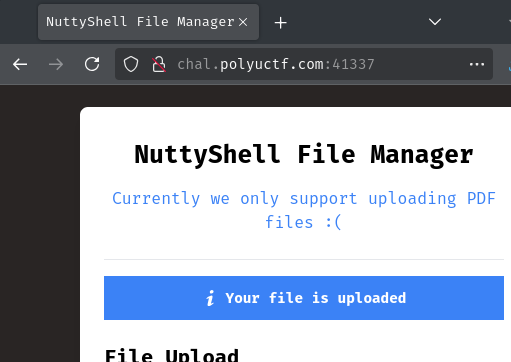 NuttyShell File Manager
chal.polyuctf.com:41337
NuttyShell File Manager
Currently we only support uploading PDF
files :(
Your file is uploaded
File Upload